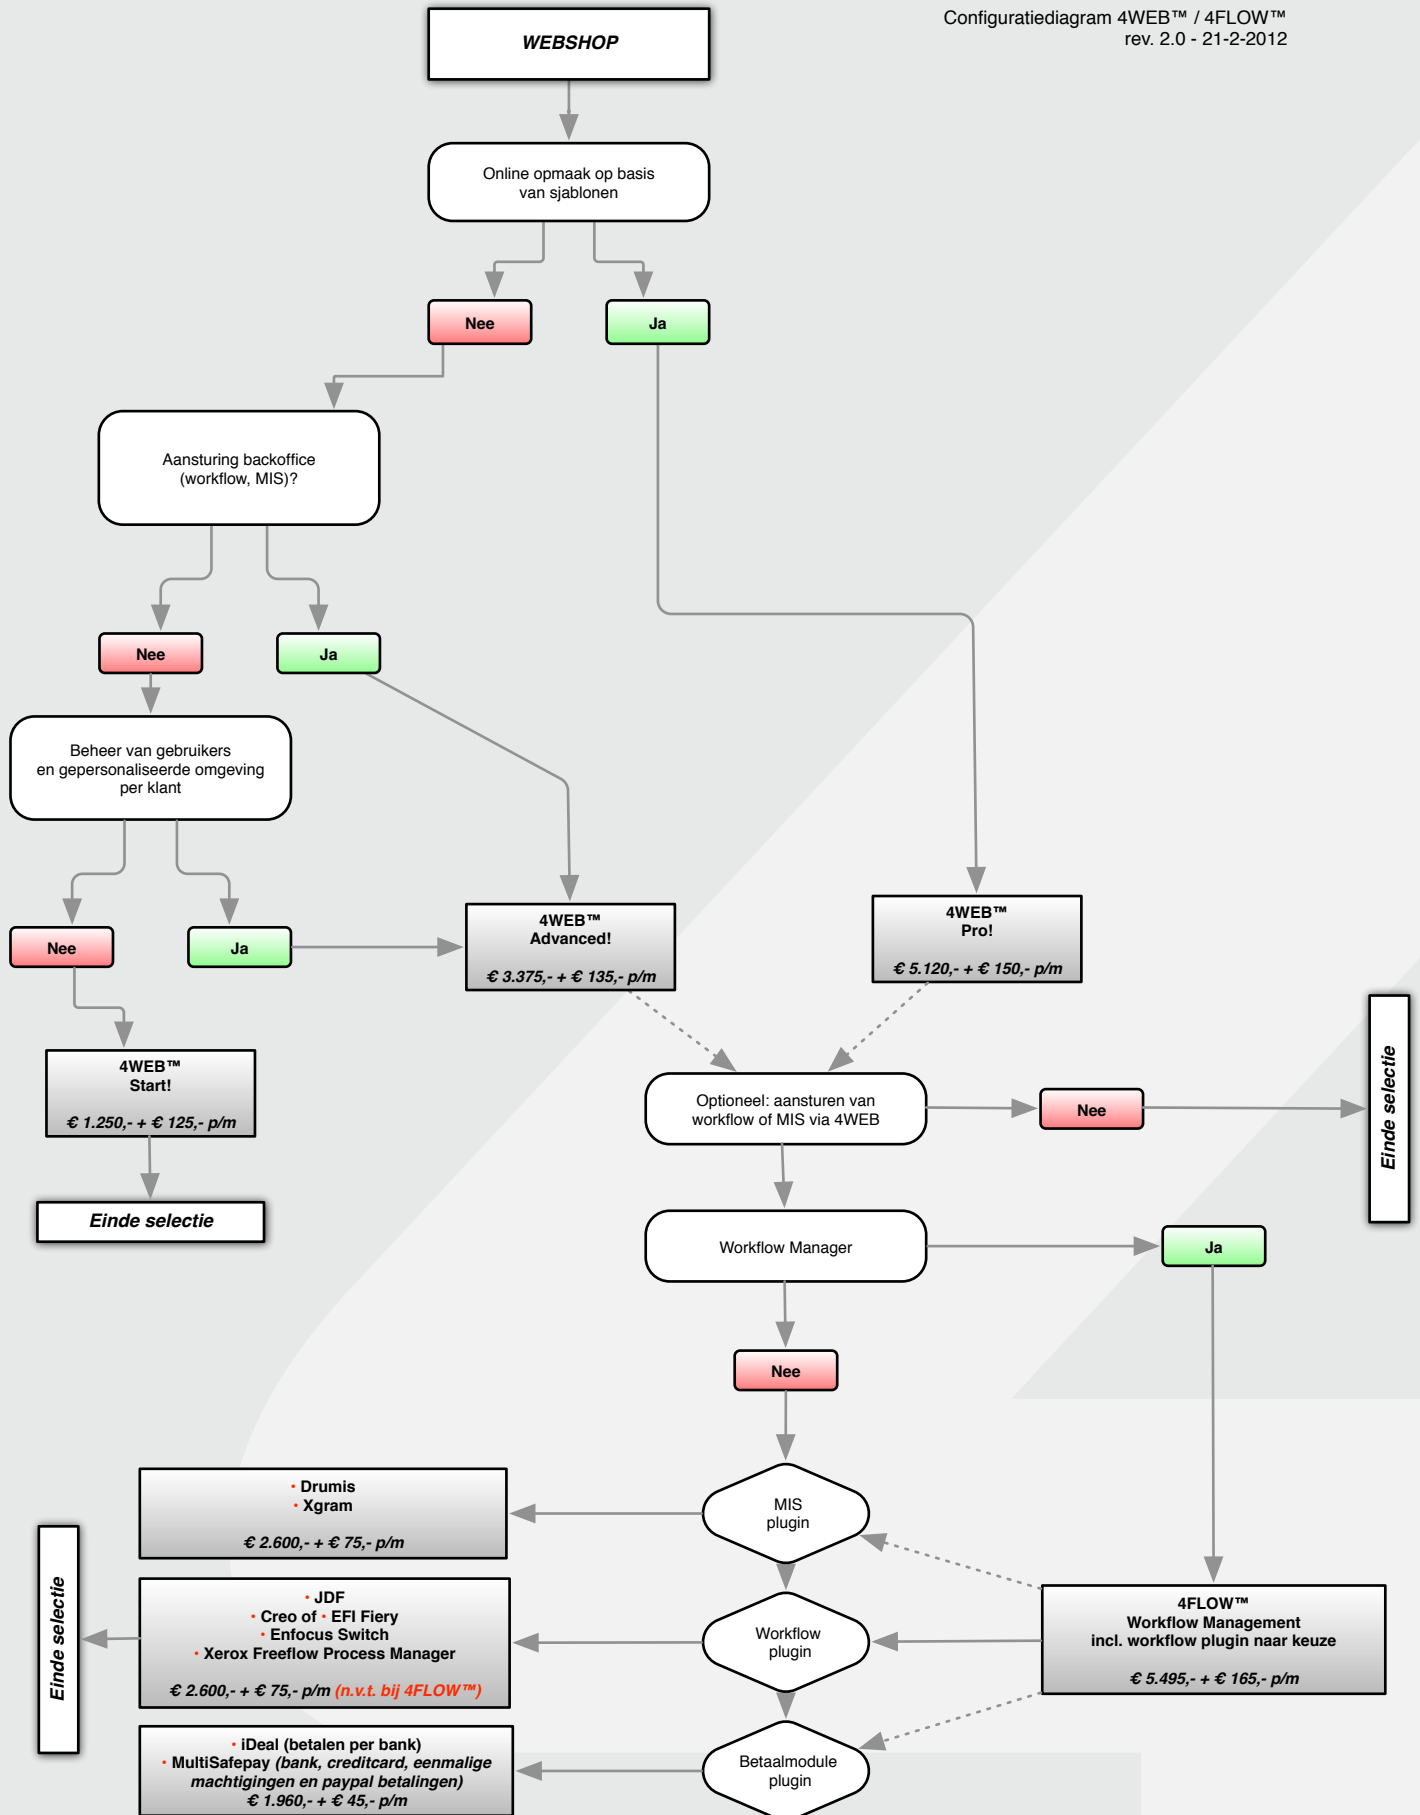 Configuratiediagram 4WEB™ / 4FLOW™
rev. 2.0 - 21-2-2012
WEBSHOP
Online opmaak op basis
van sjablonen
Nee
Ja
Aansturing backoffice
(workflow, MIS)?
Nee
Ja
Beheer van gebruikers
en gepersonaliseerde omgeving
per klant
Nee
Ja
4WEB™
Advanced!
€ 3.375,- + € 135,- p/m
4WEB™
Pro!
€ 5.120,- + € 150,- p/m
4WEB™
Start!
€ 1.250,- + € 125,- p/m
Einde selectie
Optioneel: aansturen van
workflow of MIS via 4WEB
Nee
Einde selectie
Workflow Manager
Ja
Nee
MIS
plugin
• Drumis
• Xgram
€ 2.600,- + € 75,- p/m
Workflow
plugin
• JDF
• Creo of • EFI Fiery
• Enfocus Switch
• Xerox Freeflow Process Manager
€ 2.600,- + € 75,- p/m (n.v.t. bij 4FLOW™)
Einde selectie
4FLOW™
Workflow Management
incl. workflow plugin naar keuze
€ 5.495,- + € 165,- p/m
Betaalmodule
plugin
• iDeal (betalen per bank)
• MultiSafepay (bank, creditcard, eenmalige
machtigingen en paypal betalingen)
€ 1.960,- + € 45,- p/m